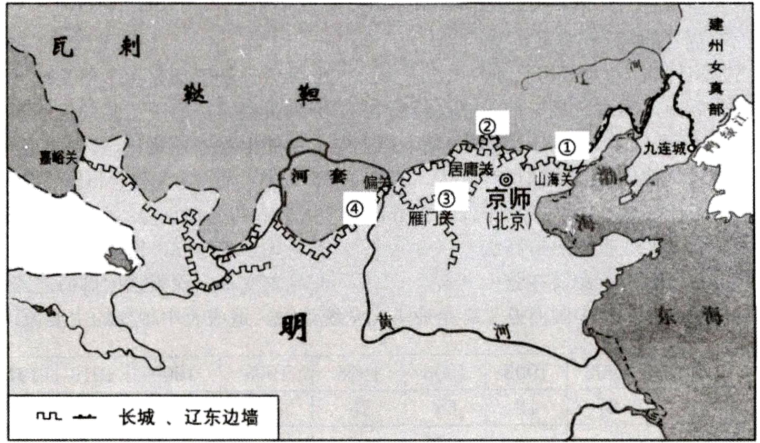 瓦剌
鞑靼
建州女真部
鸭绿江
辽河
嘉峪关
河套
偏关
②
①
④
③
居庸关
雁门关
山海关
九连城
京师
(北京)
渤海
东海
明
黄河
长城、辽东边墙